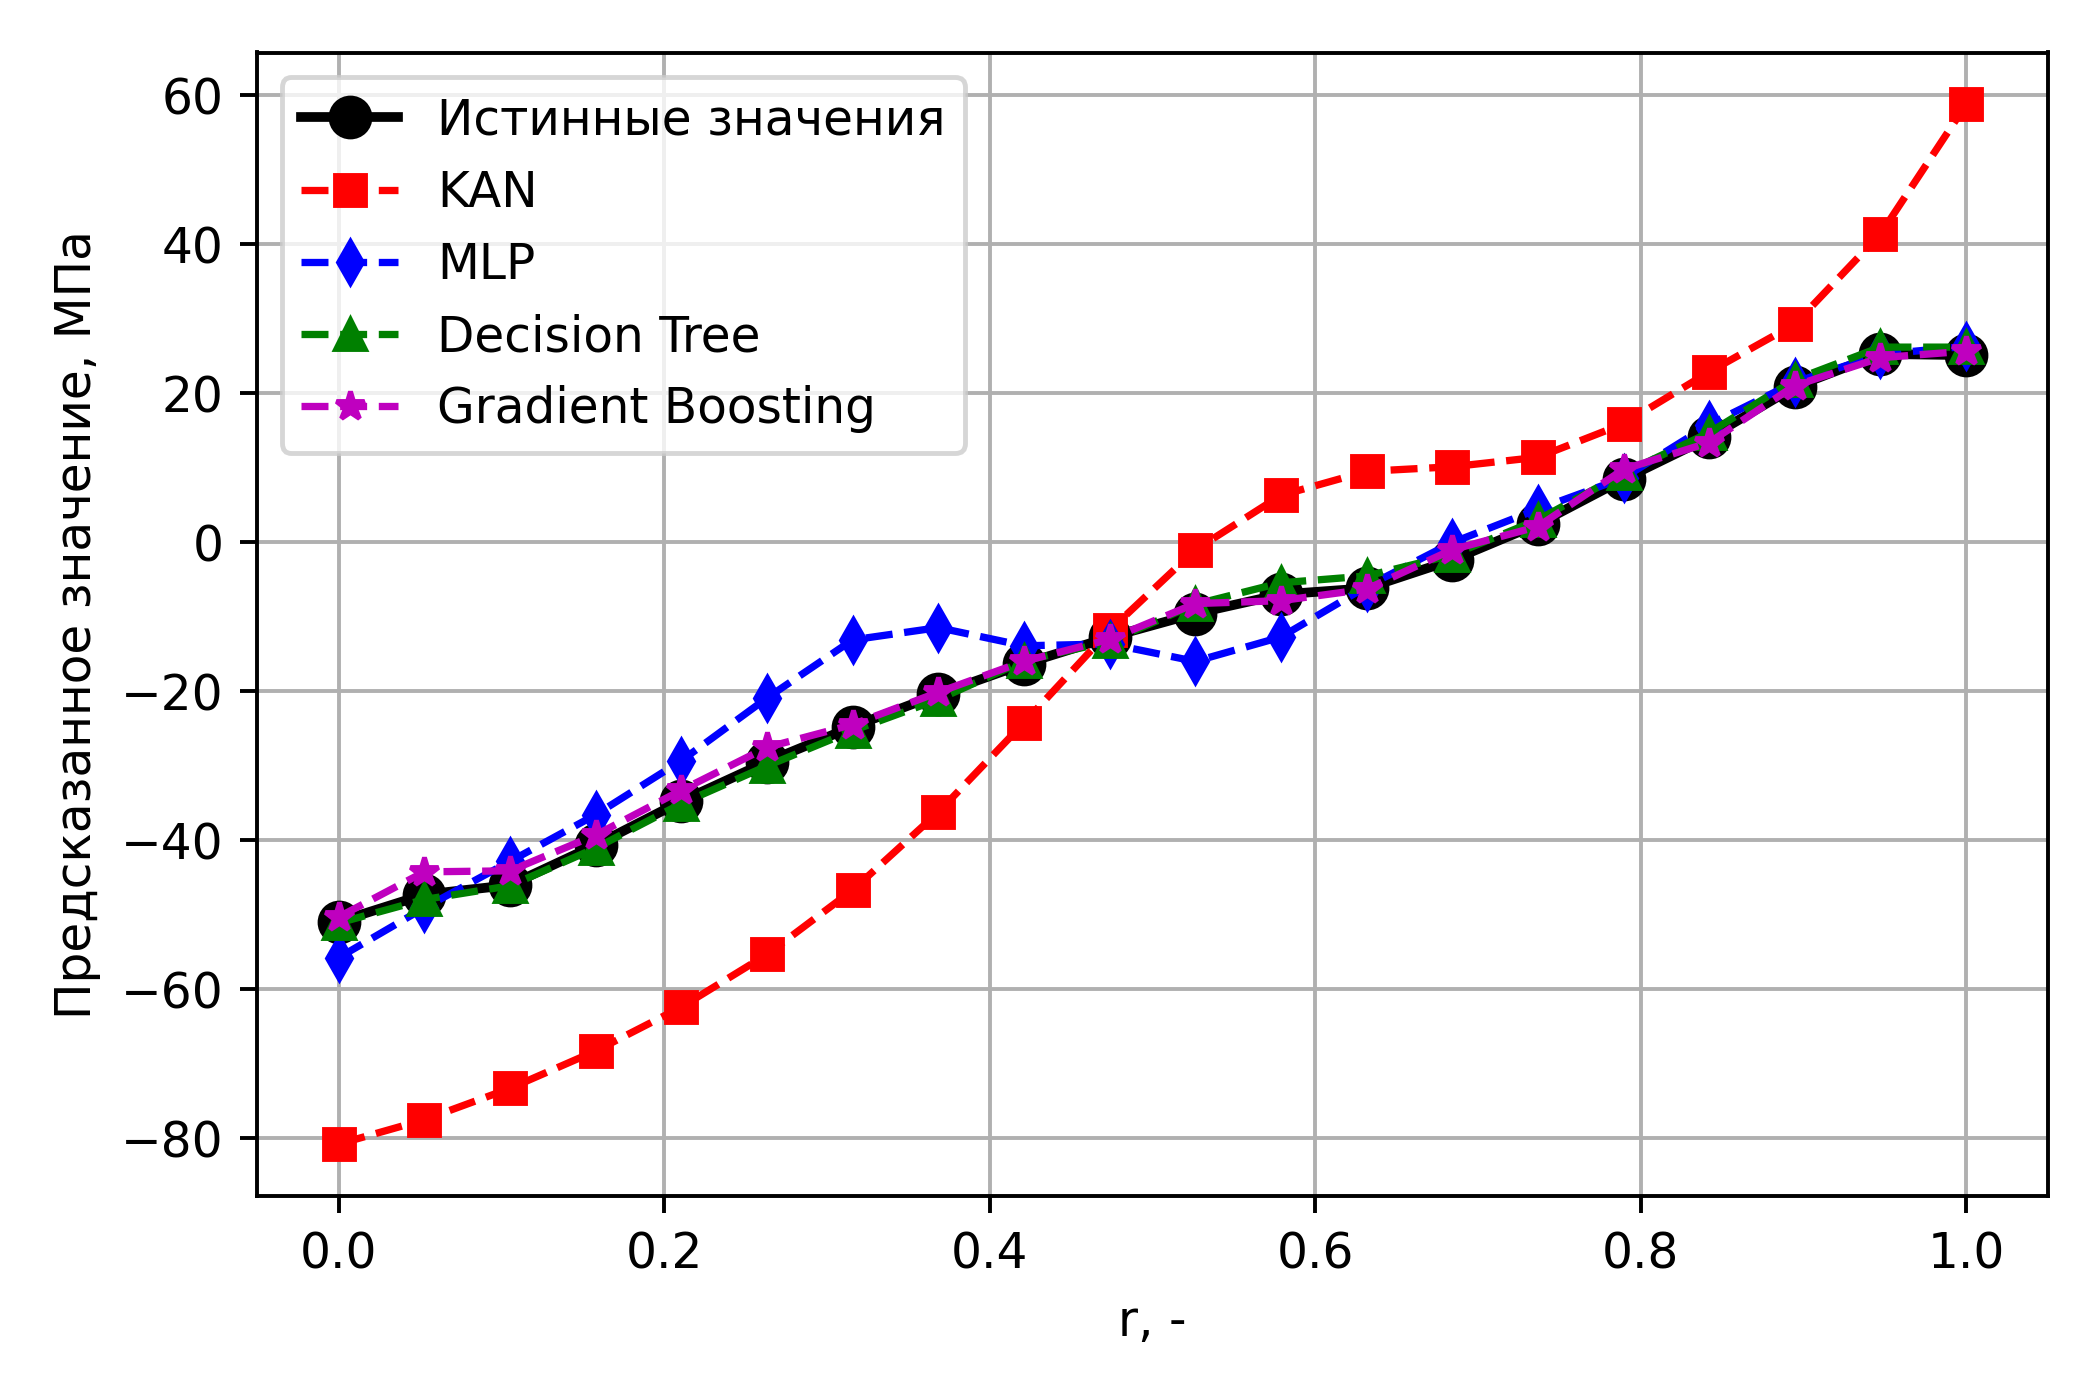 Предсказанное значение, МПа
60
40
20
0
−20
−40
−60
−80
Истинные значения
KAN
MLP
Decision Tree
Gradient Boosting
0.0 0.2 0.4 0.6 0.8 1.0
r, -